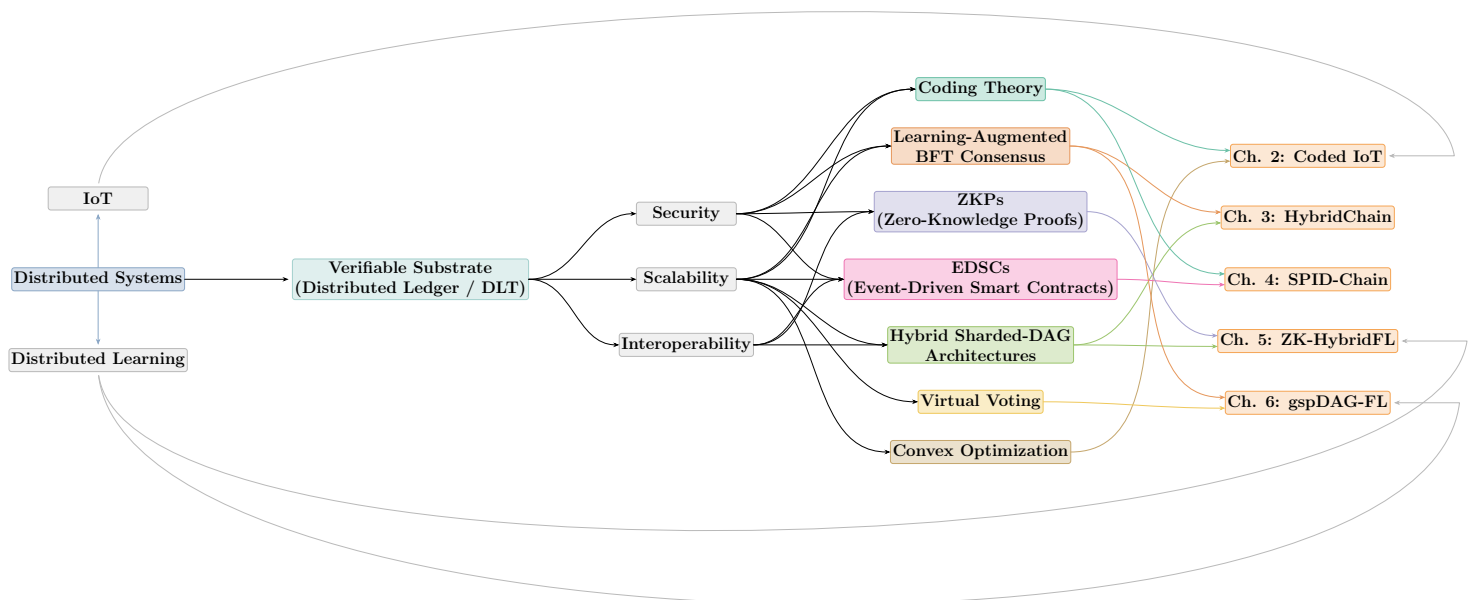 IoT
Distributed Systems
Distributed Learning
Verifiable Substrate
(Distributed Ledger / DLT)
Security
Scalability
Interoperability
Coding Theory
Learning-Augmented
BFT Consensus
ZKPs
(Zero-Knowledge Proofs)
EDSCs
(Event-Driven Smart Contracts)
Hybrid Sharded-DAG
Architectures
Virtual Voting
Convex Optimization
Ch. 2: Coded IoT
Ch. 3: HybridChain
Ch. 4: SPID-Chain
Ch. 5: ZK-HybridFL
Ch. 6: gspDAG-FL